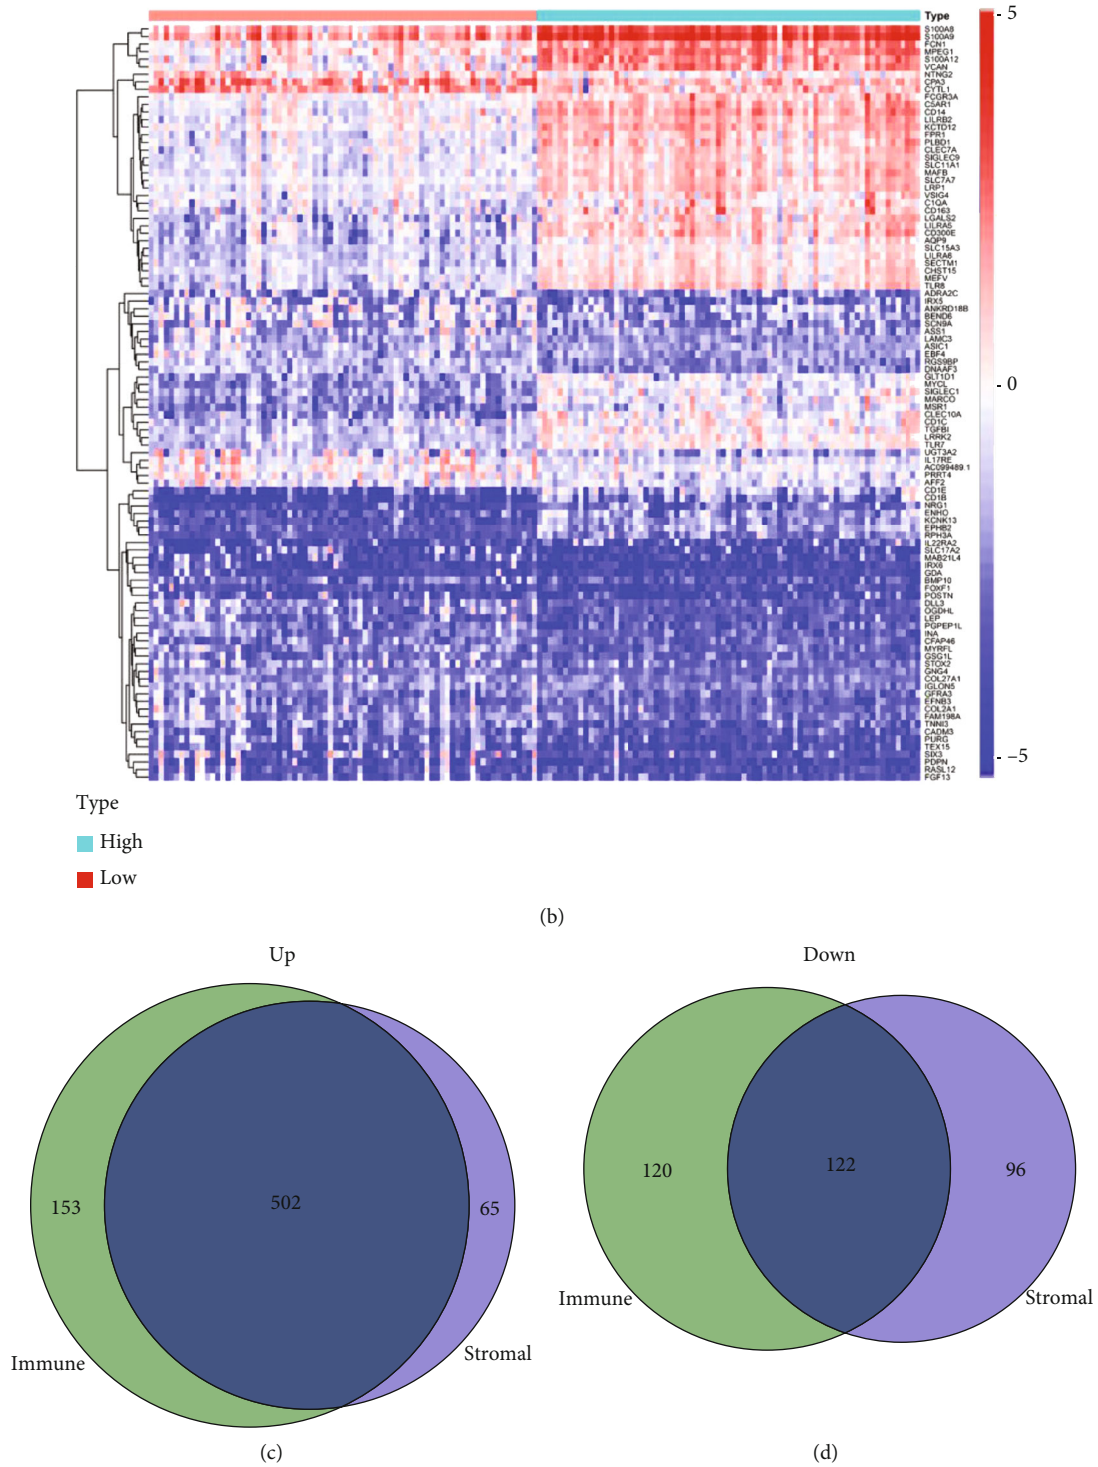 Type
5
0
-5
S100A8
S100A9
FCN1
MPEG1
S100A12
VCAN
NTNG2
CPA3
CYTL1
FCGR3A
C5AR1
CD14
LILRB2
KCTD12
FPR1
PLBD1
CLEC7A
SIGLEC9
SLC11A1
MAFB
SLC7A7
LRP1
VSIG4
C1QA
CD163
LGALS2
LILRA5
CD300E
AQP9
SLC15A3
LILRA6
SECTM1
CHST15
MEFV
TLR8
ADRA2C
IRX5
ANKRD18B
BEND6
SCN9A
ASS1
LAMC3
ASIC1
EBF4
RGS9BP
DNAAF3
GLT1D1
MYCL
SIGLEC1
MARCO
MSR1
CLEC10A
CD1C
TGFBI
LRRK2
TLR7
UGT3A2
IL17RE
AC099489.1
PRRT4
AFF2
CD1E
CD1B
NRG1
ENHO
KCNK13
EPHB2
RPH3A
IL22RA2
SLC17A2
MAB21L4
IRX6
GDA
BMP10
FOXF1
POSTN
DLL3
OGDHL
LEP
PGPEP1L
INA
CFAP46
MYRFL
GSG1L
STOX2
GNG4
COL27A1
IGLON5
GFRA3
EFNB3
COL2A1
FAM198A
TNNI3
CADM3
PURG
TEX15
SIX3
PDPN
RASL12
FGF13
Type
High
Low
(b)
Up
153
502
65
Immune
Stromal
(c)
Down
120
122
96
Immune
Stromal
(d)